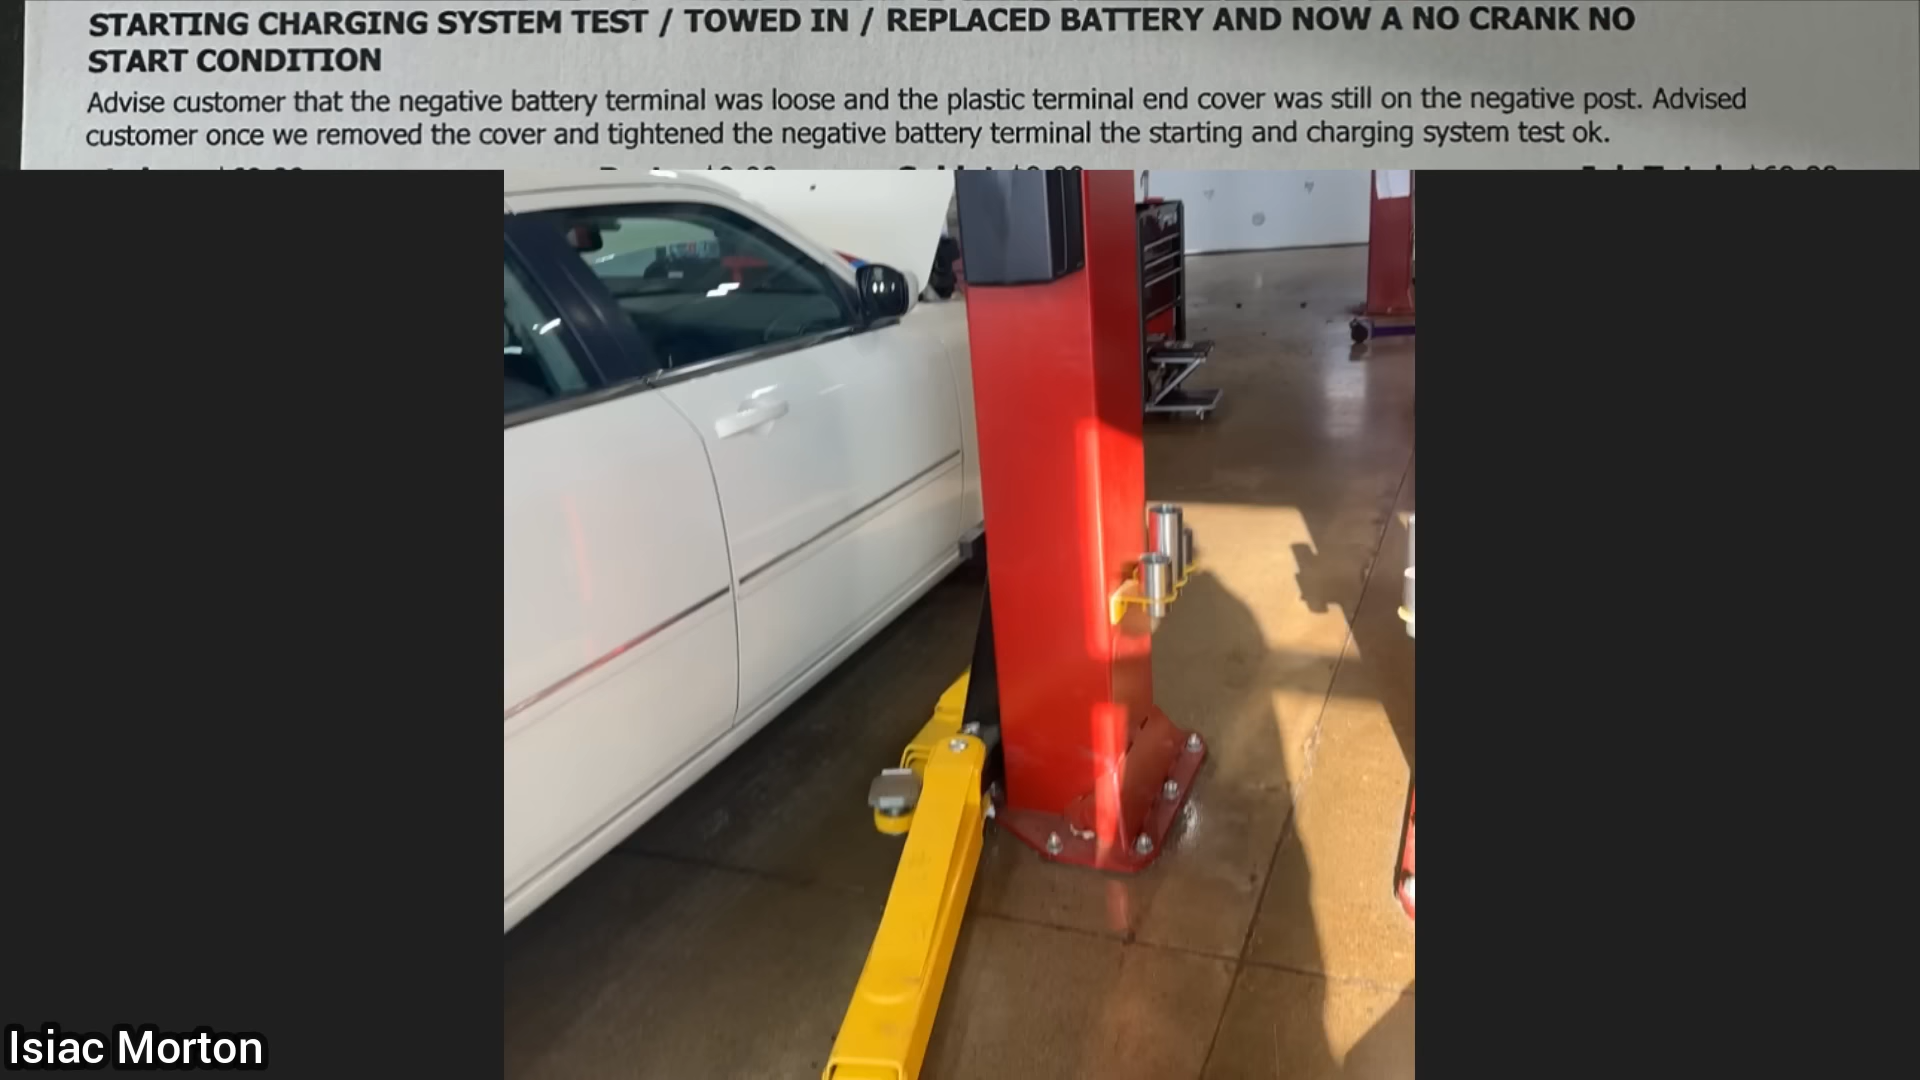 STARTING CHARGING SYSTEM TEST / TOWED IN / REPLACED BATTERY AND NOW A NO CRANK NO
START CONDITION
Advise customer that the negative battery terminal was loose and the plastic terminal end cover was still on the negative post. Advised
customer once we removed the cover and tightened the negative battery terminal the starting and charging system test ok.
Isiac Morton